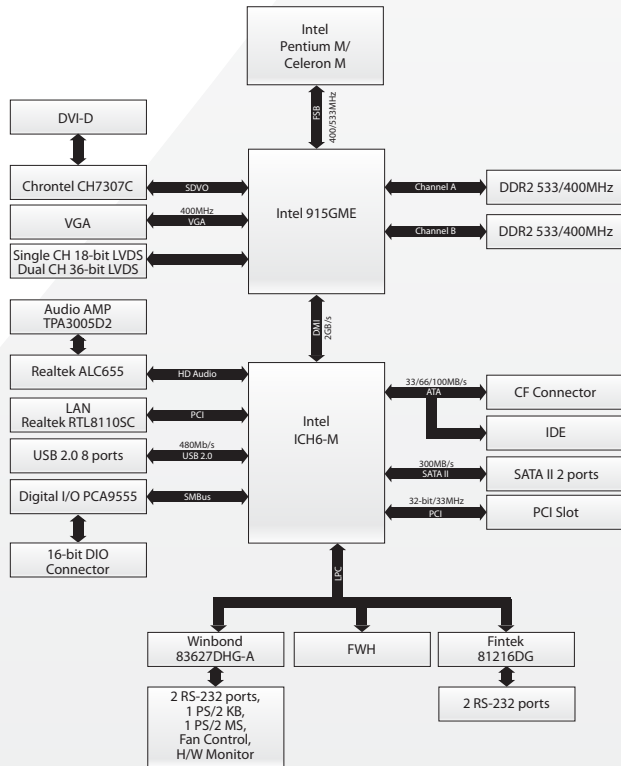 Intel
Pentium M/
Celeron M
FSB
400/533MHz
DVI-D
Chrontel CH7307C
SDVO
VGA
400MHz
VGA
Single CH 18-bit LVDS
Dual CH 36-bit LVDS
Intel 915GME
Channel A
DDR2 533/400MHz
Channel B
DDR2 533/400MHz
DMI
2GB/s
Audio AMP
TPA3005D2
Realtek ALC655
HD Audio
LAN
Realtek RTL8110SC
PCI
USB 2.0 8 ports
480Mb/s
USB 2.0
Digital I/O PCA9555
SMBus
16-bit DIO
Connector
Intel
ICH6-M
33/66/100MB/s
ATA
CF Connector
IDE
300MB/s
SATA II
SATA II 2 ports
32-bit/33MHz
PCI
PCI Slot
LPC
Winbond
83627DHG-A
FWH
Fintek
81216DG
2 RS-232 ports,
1 PS/2 KB,
1 PS/2 MS,
Fan Control,
H/W Monitor
2 RS-232 ports